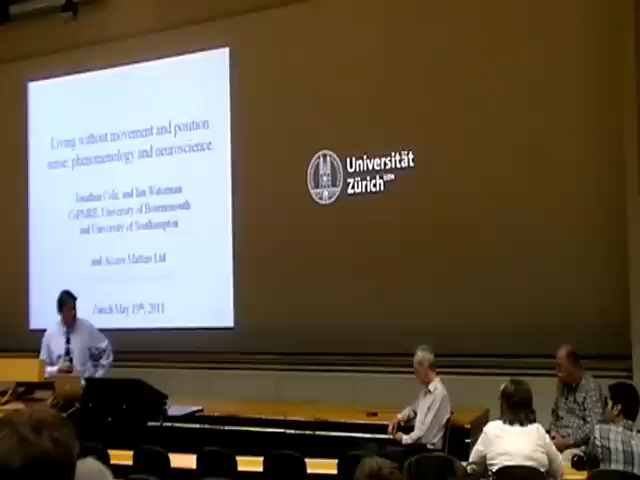 Living without movement and position
sense; phenomenology and neuroscience.
Jonathan Cole, and Ian Waterman
CoPMRE, University of Bournemouth
and University of Southampton
and Access Matters Ltd
Zurich May 19th, 2011
Universität
Zürich UZH